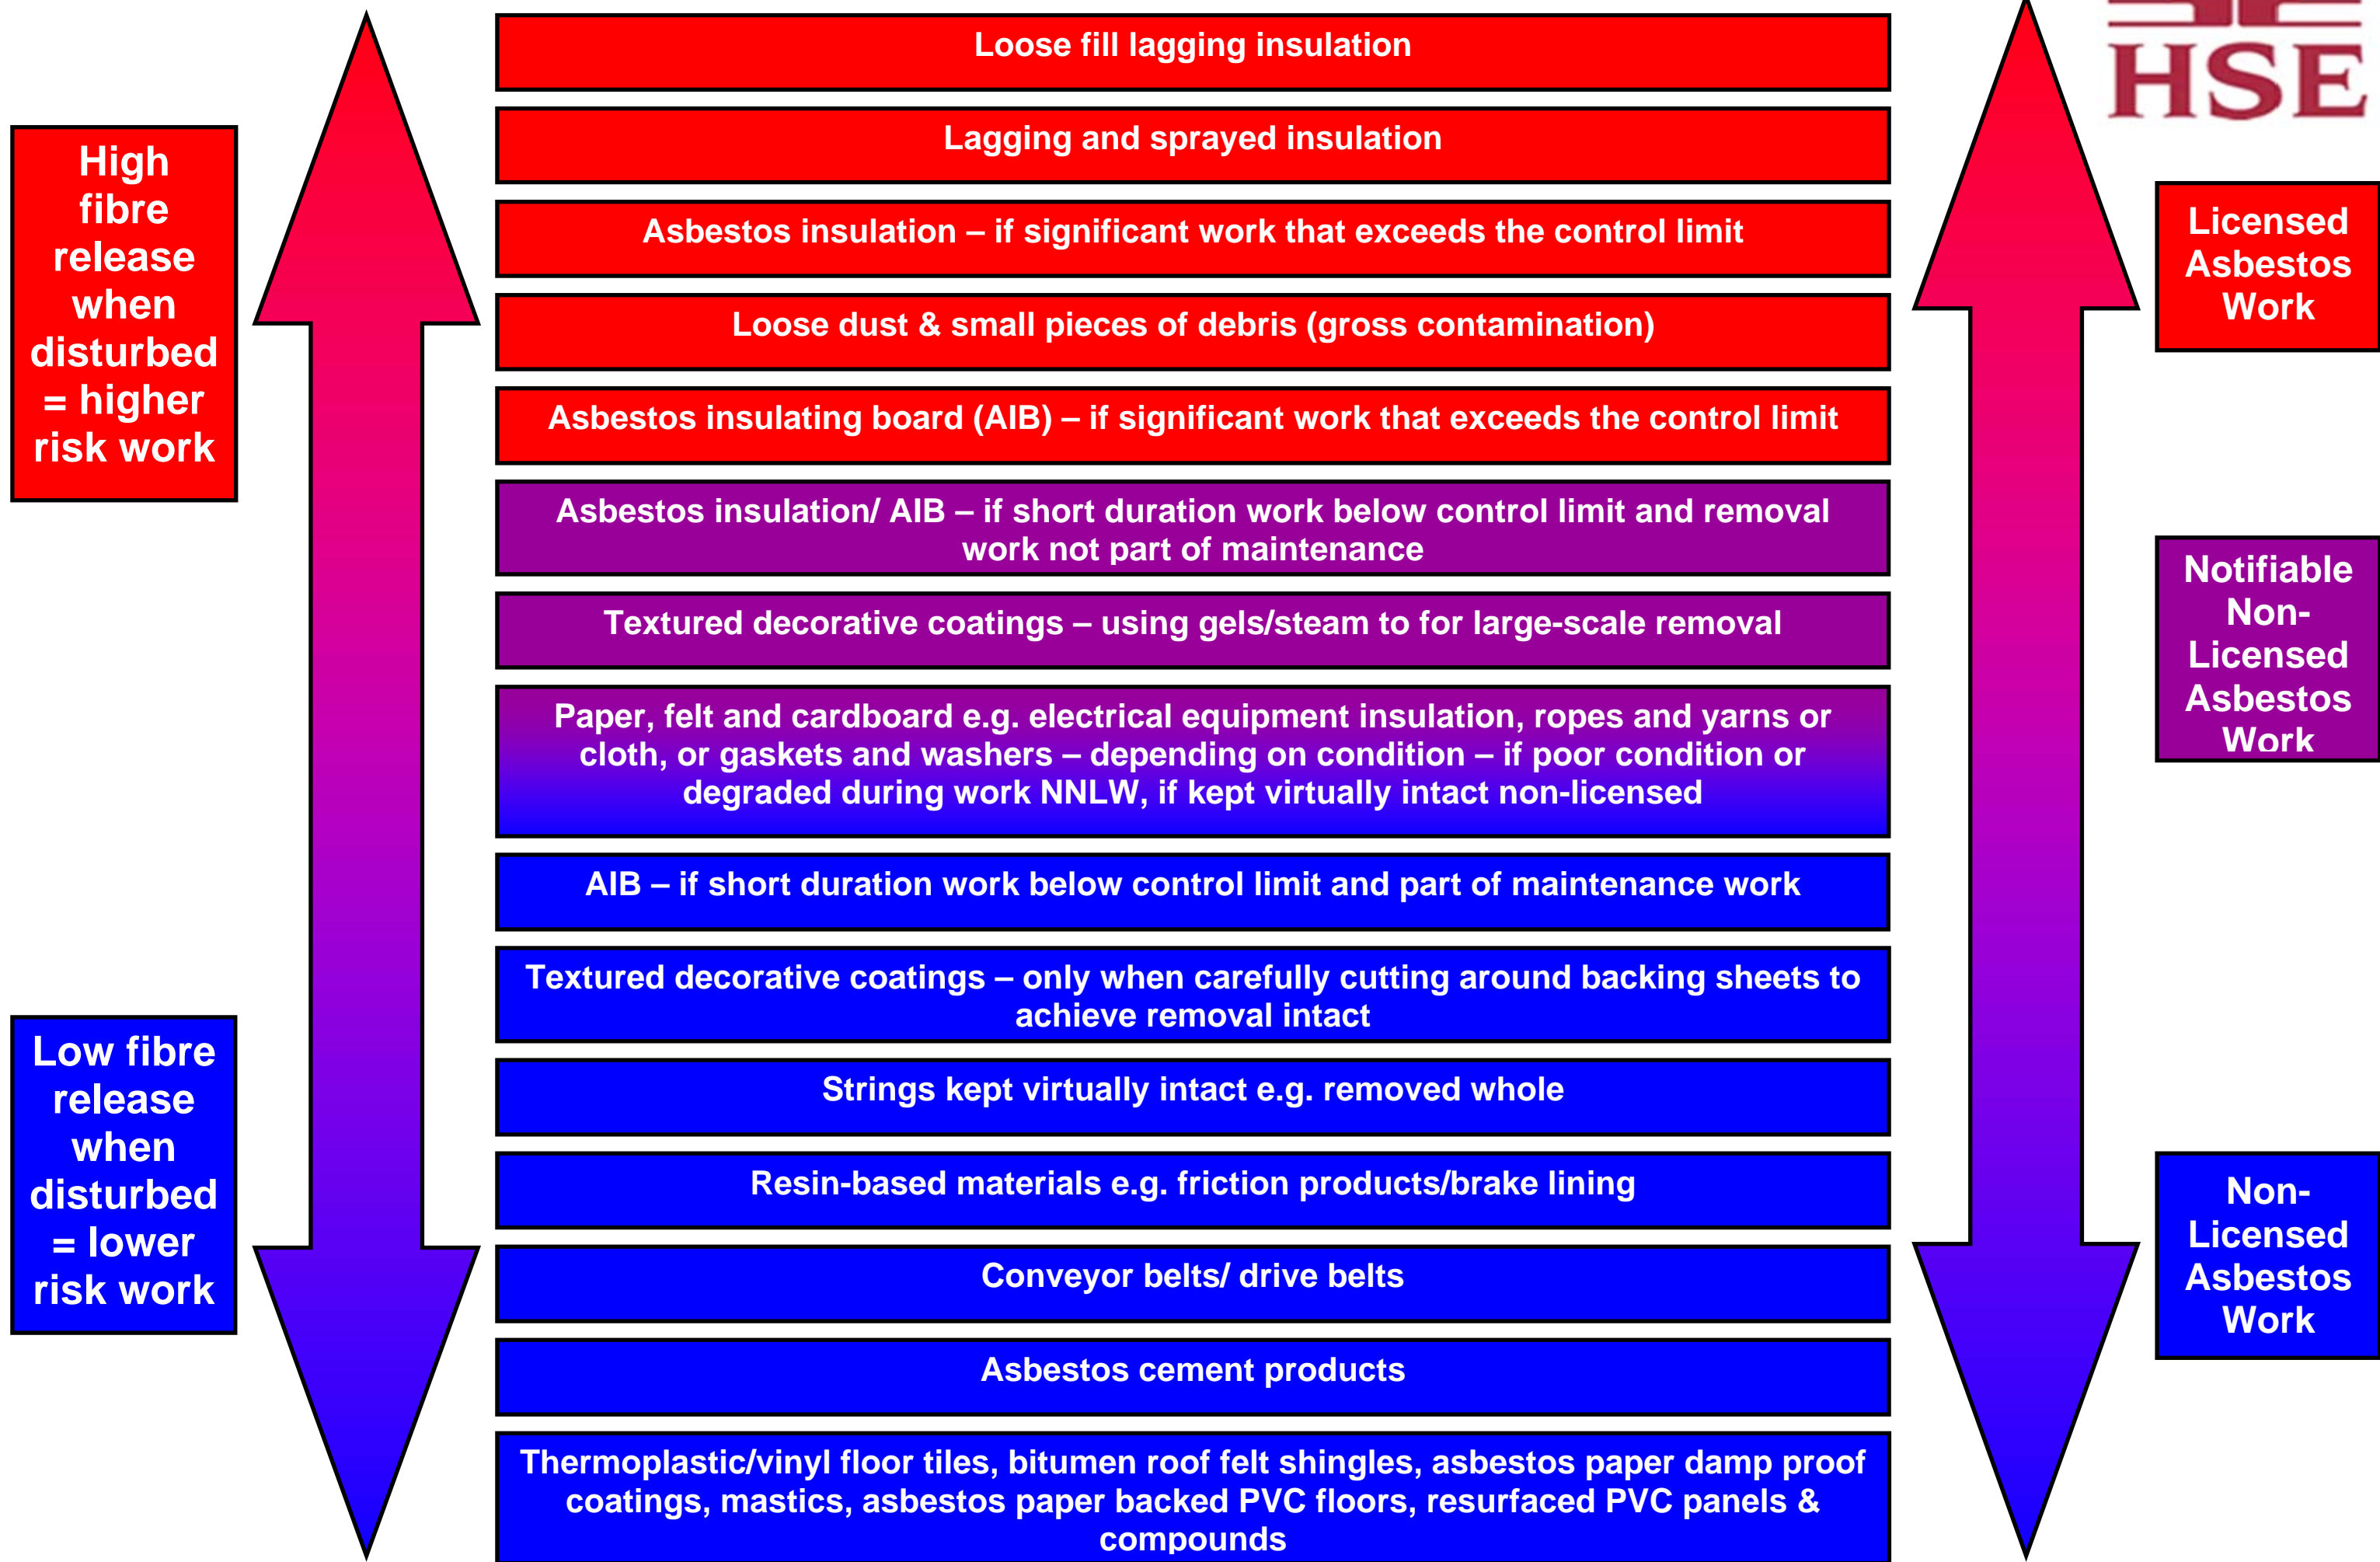 HSE
High
fibre
release
when
disturbed
= higher
risk work
Low fibre
release
when
disturbed
= lower
risk work
Loose fill lagging insulation
Lagging and sprayed insulation
Asbestos insulation – if significant work that exceeds the control limit
Loose dust & small pieces of debris (gross contamination)
Asbestos insulating board (AIB) – if significant work that exceeds the control limit
Asbestos insulation/ AIB – if short duration work below control limit and removal
work not part of maintenance
Textured decorative coatings – using gels/steam to for large-scale removal
Paper, felt and cardboard e.g. electrical equipment insulation, ropes and yarns or
cloth, or gaskets and washers – depending on condition – if poor condition or
degraded during work NNLW, if kept virtually intact non-licensed
AIB – if short duration work below control limit and part of maintenance work
Textured decorative coatings – only when carefully cutting around backing sheets to
achieve removal intact
Strings kept virtually intact e.g. removed whole
Resin-based materials e.g. friction products/brake lining
Conveyor belts/ drive belts
Asbestos cement products
Thermoplastic/vinyl floor tiles, bitumen roof felt shingles, asbestos paper damp proof
coatings, mastics, asbestos paper backed PVC floors, resurfaced PVC panels &
compounds
Licensed
Asbestos
Work
Notifiable
Non-
Licensed
Asbestos
Work
Non-
Licensed
Asbestos
Work